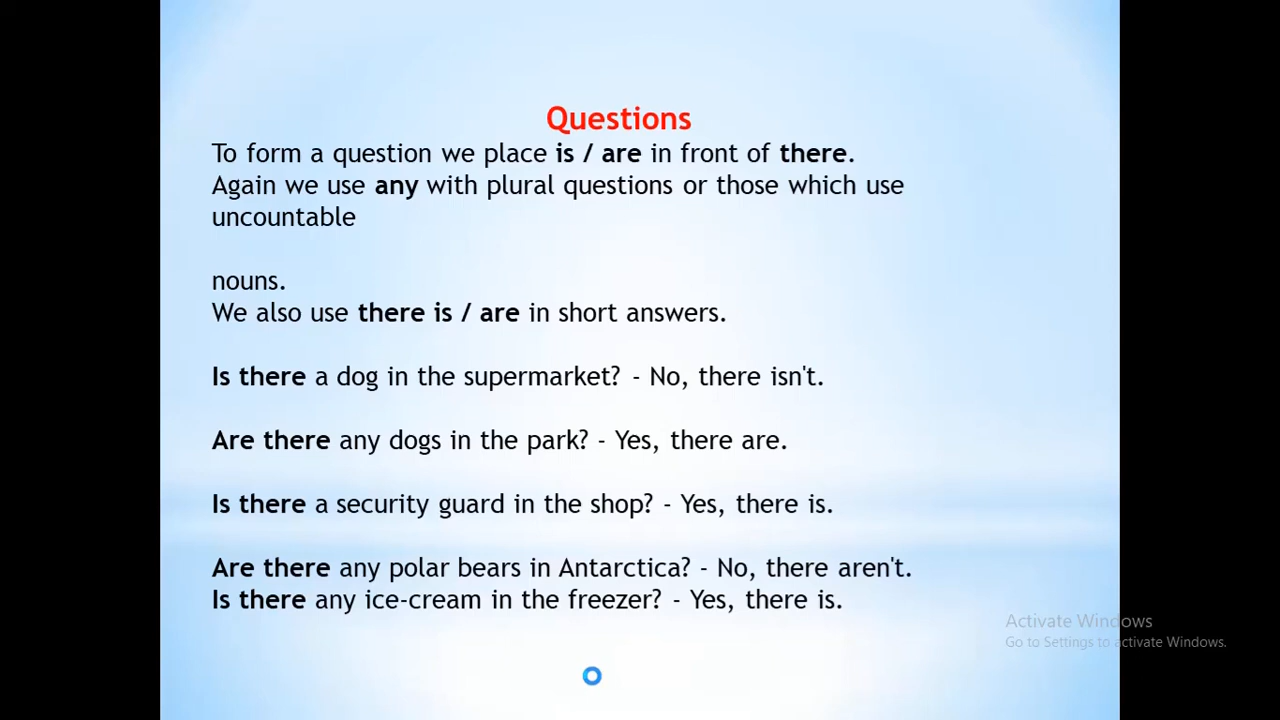 Questions
To form a question we place is / are in front of there.
Again we use any with plural questions or those which use
uncountable
nouns.
We also use there is / are in short answers.
Is there a dog in the supermarket? - No, there isn't.
Are there any dogs in the park? - Yes, there are.
Is there a security guard in the shop? - Yes, there is.
Are there any polar bears in Antarctica? - No, there aren't.
Is there any ice-cream in the freezer? - Yes, there is.
Activate Windows
Go to Settings to activate Windows.